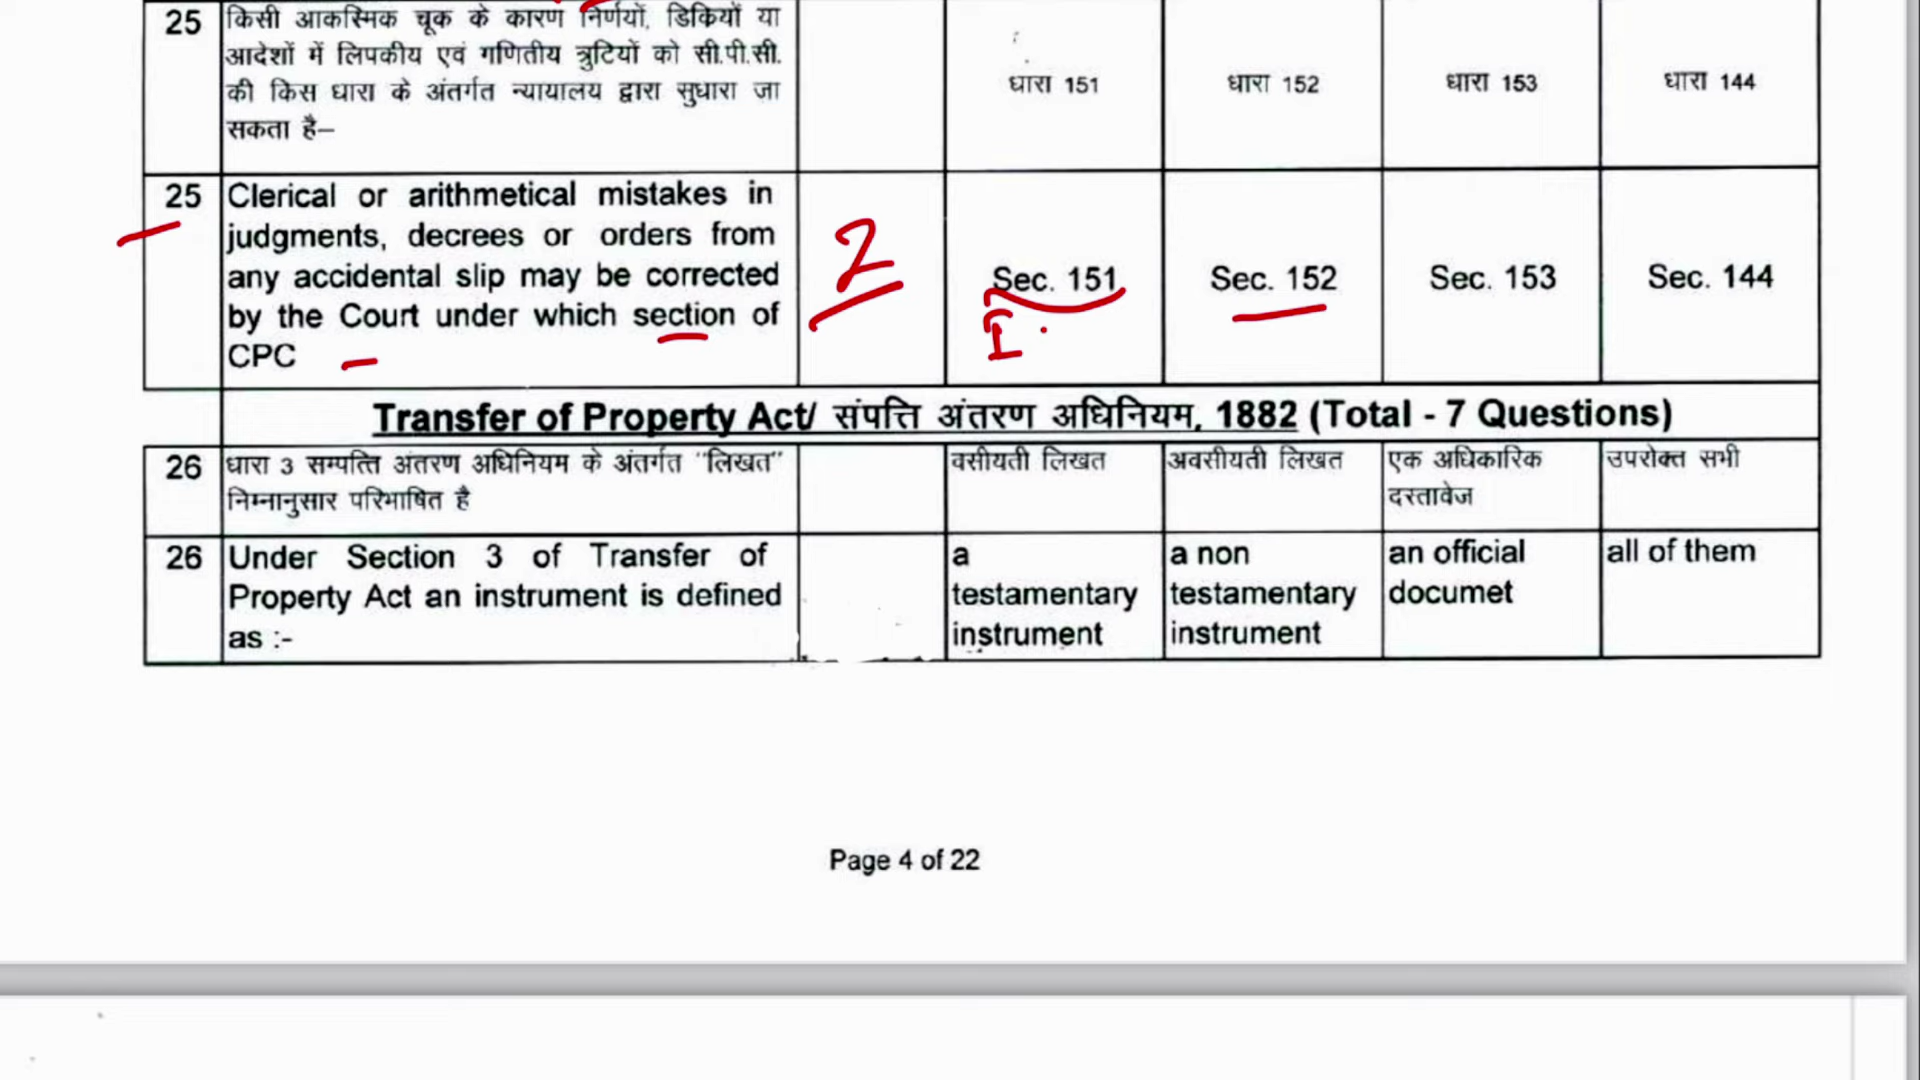 25
किसी आकस्मिक चूक के कारण निर्णयों, डिक्रियों या
आदेशों में लिपकीय एवं गणितीय त्रुटियों को सी.पी.सी.
की किस धारा के अंतर्गत न्यायालय द्वारा सुधारा जा
सकता है–
धारा 151
धारा 152
धारा 153
धारा 144
25
Clerical or arithmetical mistakes in
judgments, decrees or orders from
any accidental slip may be corrected
by the Court under which section of
CPC
2
Sec. 151
I
Sec. 152
Sec. 153
Sec. 144
Transfer of Property Act/ संपत्ति अंतरण अधिनियम, 1882 (Total - 7 Questions)
26
धारा 3 सम्पत्ति अंतरण अधिनियम के अंतर्गत "लिखत"
निम्नानुसार परिभाषित है
वसीयती लिखत
अवसीयती लिखत
एक अधिकारिक
दस्तावेज
उपरोक्त सभी
26
Under Section 3 of Transfer of
Property Act an instrument is defined
as :-
a
testamentary
instrument
a non
testamentary
instrument
an official
documet
all of them
Page 4 of 22